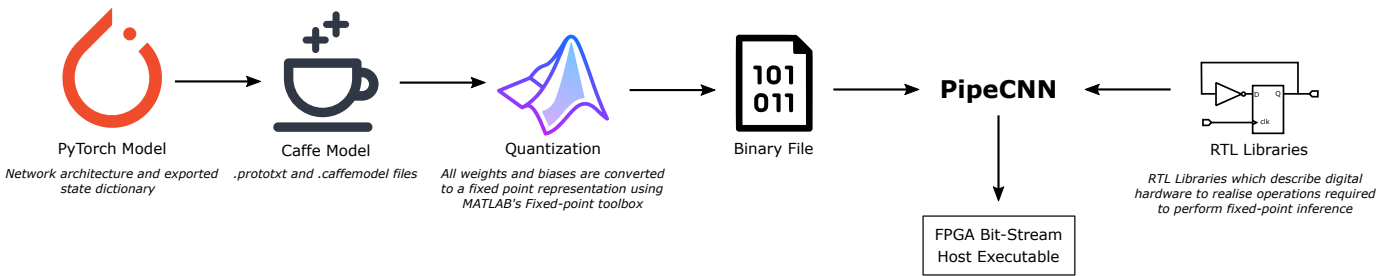 PyTorch Model
Network architecture and exported
state dictionary
Caffe Model
.prototxt and .caffemodel files
Quantization
All weights and biases are converted
to a fixed point representation using
MATLAB's Fixed-point toolbox
101
011
Binary File
PipeCNN
FPGA Bit-Stream
Host Executable
D
Q
clk
RTL Libraries
RTL Libraries which describe digital
hardware to realise operations required
to perform fixed-point inference